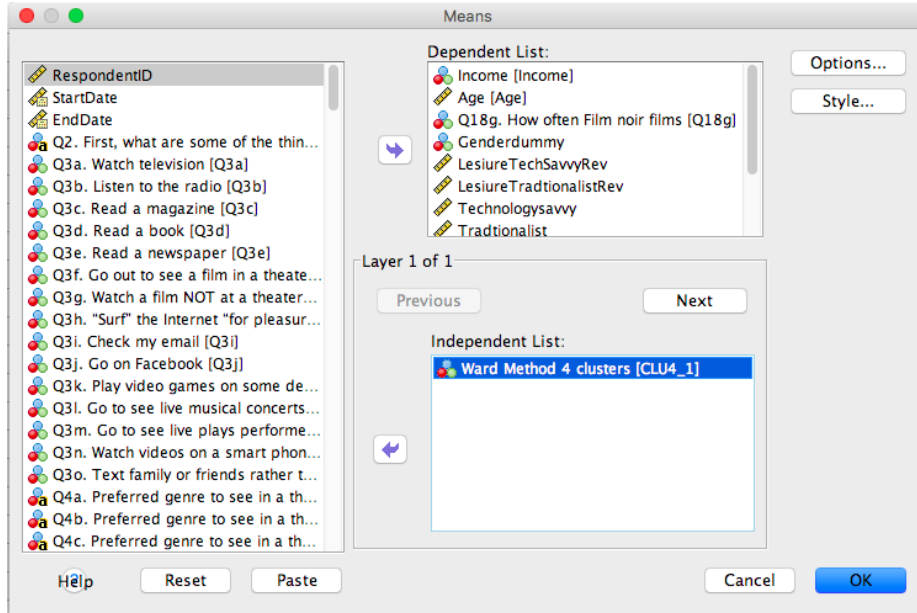 Means
RespondentID
StartDate
EndDate
Q2. First, what are some of the thin...
Q3a. Watch television [Q3a]
Q3b. Listen to the radio [Q3b]
Q3c. Read a magazine [Q3c]
Q3d. Read a book [Q3d]
Q3e. Read a newspaper [Q3e]
Q3f. Go out to see a film in a theate...
Q3g. Watch a film NOT at a theater...
Q3h. “Surf” the Internet “for pleasur...
Q3i. Check my email [Q3i]
Q3j. Go on Facebook [Q3j]
Q3k. Play video games on some de...
Q3l. Go to see live musical concerts...
Q3m. Go to see live plays performe...
Q3n. Watch videos on a smart phon...
Q3o. Text family or friends rather t...
Q4a. Preferred genre to see in a th...
Q4b. Preferred genre to see in a th...
Q4c. Preferred genre to see in a th...
Dependent List:
Income [Income]
Age [Age]
Q18g. How often Film noir films [Q18g]
Genderdummy
LesiureTechSavvyRev
LesiureTradtionalistRev
Technologysavvy
Tradtionalist
Layer 1 of 1
Previous
Next
Independent List:
Ward Method 4 clusters [CLU4_1]
Options...
Style...
Help
Reset
Paste
Cancel
OK